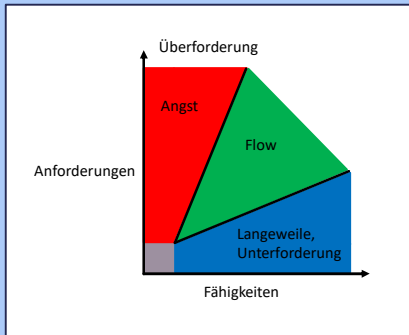 Überforderung
Angst
Flow
Anforderungen
Langeweile,
Unterforderung
Fähigkeiten